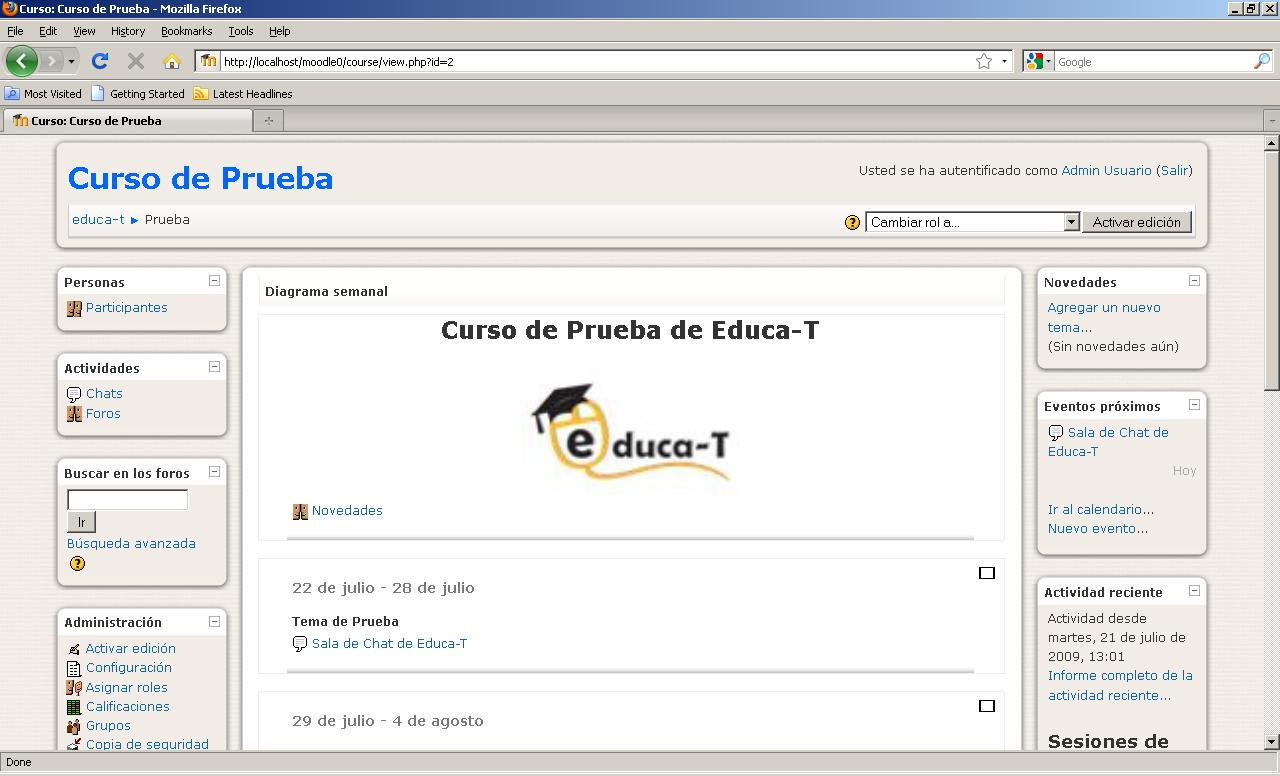 Curso: Curso de Prueba - Mozilla Firefox
File Edit View History Bookmarks Tools Help
http://localhost/moodle0/course/view.php?id=2
Google
Most Visited Getting Started Latest Headlines
Curso: Curso de Prueba
Curso de Prueba
Usted se ha autentificado como Admin Usuario (Salir)
educa-t ► Prueba
Cambiar rol a...
Activar edición
Personas
Participantes
Actividades
Chats
Foros
Buscar en los foros
Ir
Búsqueda avanzada
Administración
Activar edición
Configuración
Asignar roles
Calificaciones
Grupos
Copia de seguridad
Diagrama semanal
Curso de Prueba de Educa-T
educa-T
Novedades
22 de julio - 28 de julio
Tema de Prueba
Sala de Chat de Educa-T
29 de julio - 4 de agosto
Novedades
Agregar un nuevo
tema...
(Sin novedades aún)
Eventos próximos
Sala de Chat de
Educa-T
Hoy
Ir al calendario...
Nuevo evento...
Actividad reciente
Actividad desde
martes, 21 de julio de
2009, 13:01
Informe completo de la
actividad reciente...
Sesiones de
Done